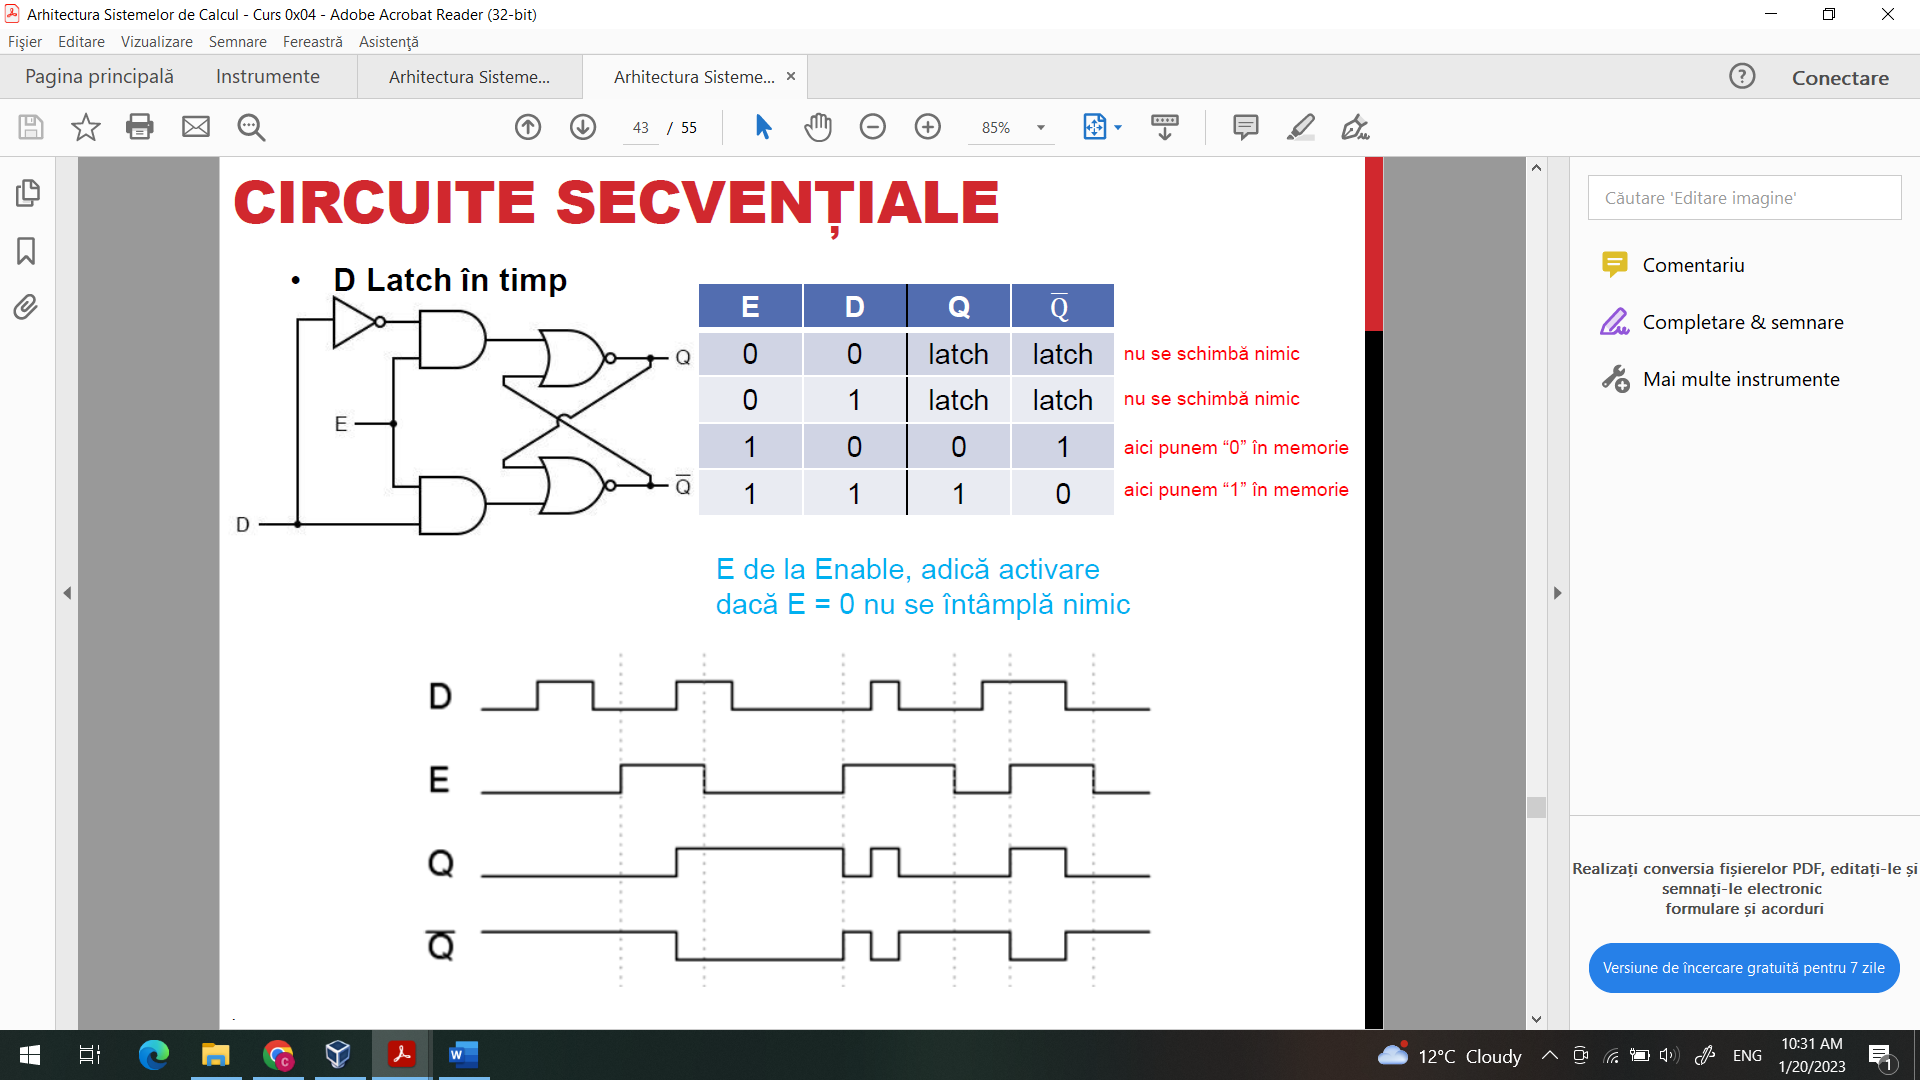 Arhitectura Sistemelor de Calcul - Curs 0x04 - Adobe Acrobat Reader (32-bit)
Fișier Editare Vizualizare Semnare Fereastră Asistenţă
Pagina principală Instrumente Arhitectura Sisteme... Arhitectura Sisteme... ×
? Conectare
43 / 55 85%
CIRCUITE SECVENȚIALE
• D Latch în timp
E D Q Q̅
0 0 latch latch nu se schimbă nimic
0 1 latch latch nu se schimbă nimic
1 0 0 1 aici punem “0” în memorie
1 1 1 0 aici punem “1” în memorie
Q
E
Q̅
D
E de la Enable, adică activare
dacă E = 0 nu se întâmplă nimic
D
E
Q
Q̅
Căutare 'Editare imagine'
Comentariu
Completare & semnare
Mai multe instrumente
Realizați conversia fișierelor PDF, editați-le și
semnați-le electronic
formulare și acorduri
Versiune de încercare gratuită pentru 7 zile
12°C Cloudy ENG 10:31 AM
1/20/2023 1